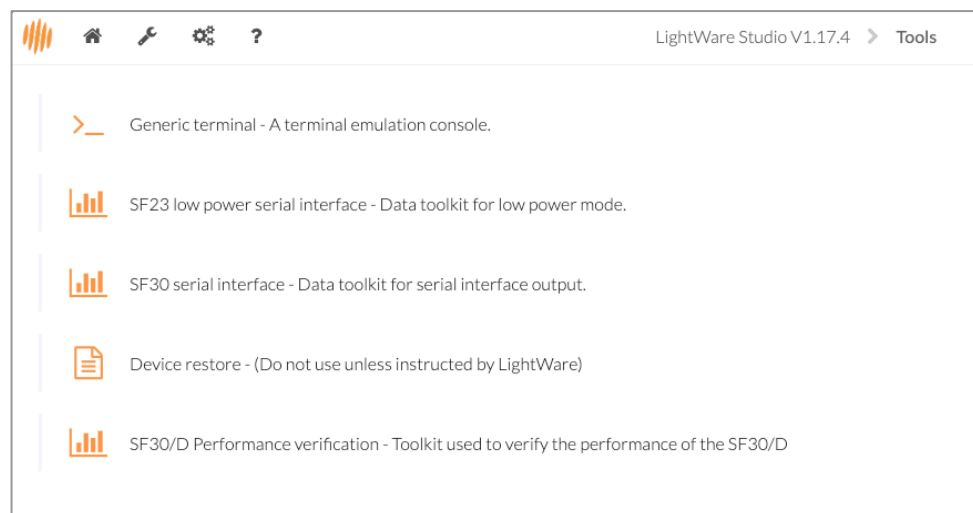 ? LightWare Studio V1.17.4 > Tools
>_ Generic terminal - A terminal emulation console.
SF23 low power serial interface - Data toolkit for low power mode.
SF30 serial interface - Data toolkit for serial interface output.
Device restore - (Do not use unless instructed by LightWare)
SF30/D Performance verification - Toolkit used to verify the performance of the SF30/D